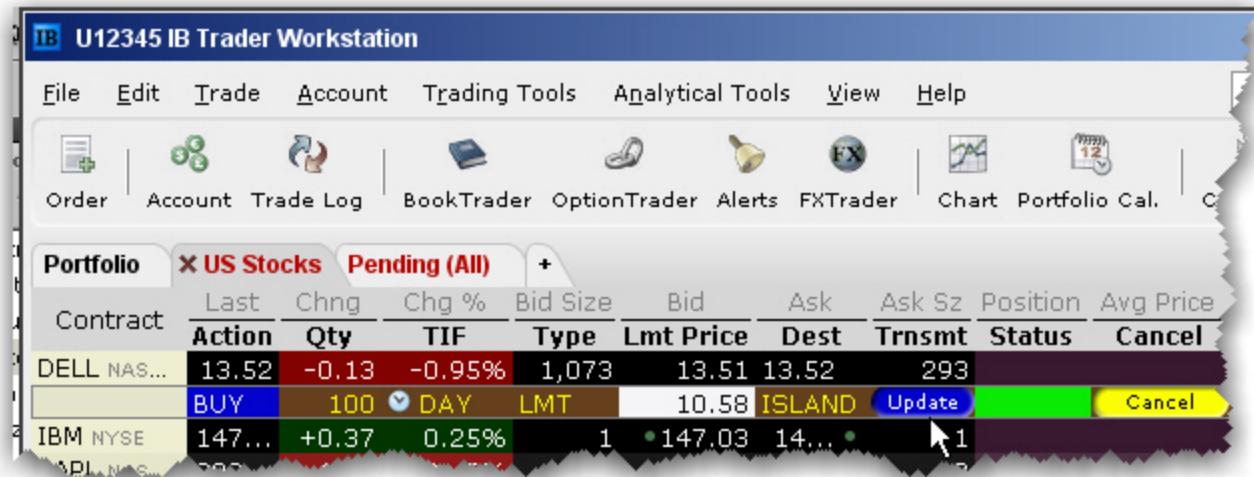 IB U12345 IB Trader Workstation
File Edit Trade Account Trading Tools Analytical Tools View Help
FX 12
Order Account Trade Log BookTrader OptionTrader Alerts FXTrader Chart Portfolio Cal. C
Portfolio × US Stocks Pending (All) +
Contract
Last Chng Chg % Bid Size Bid Ask Ask Sz Position Avg Price
Action Qty TIF Type Lmt Price Dest Trnsmt Status Cancel
DELL NAS... 13.52 -0.13 -0.95% 1,073 13.51 13.52 293
BUY 100 DAY LMT 10.58 ISLAND Update Cancel
IBM NYSE 147... +0.37 0.25% 1 •147.03 14... • 1